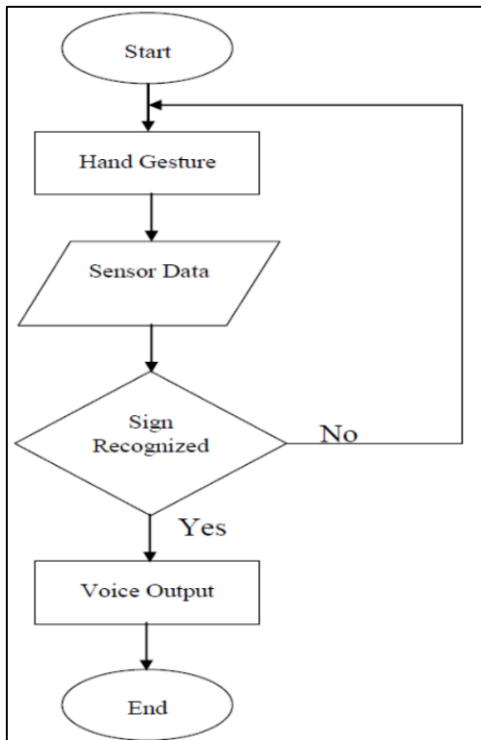 Start
Hand Gesture
Sensor Data
Sign
Recognized
No
Yes
Voice Output
End